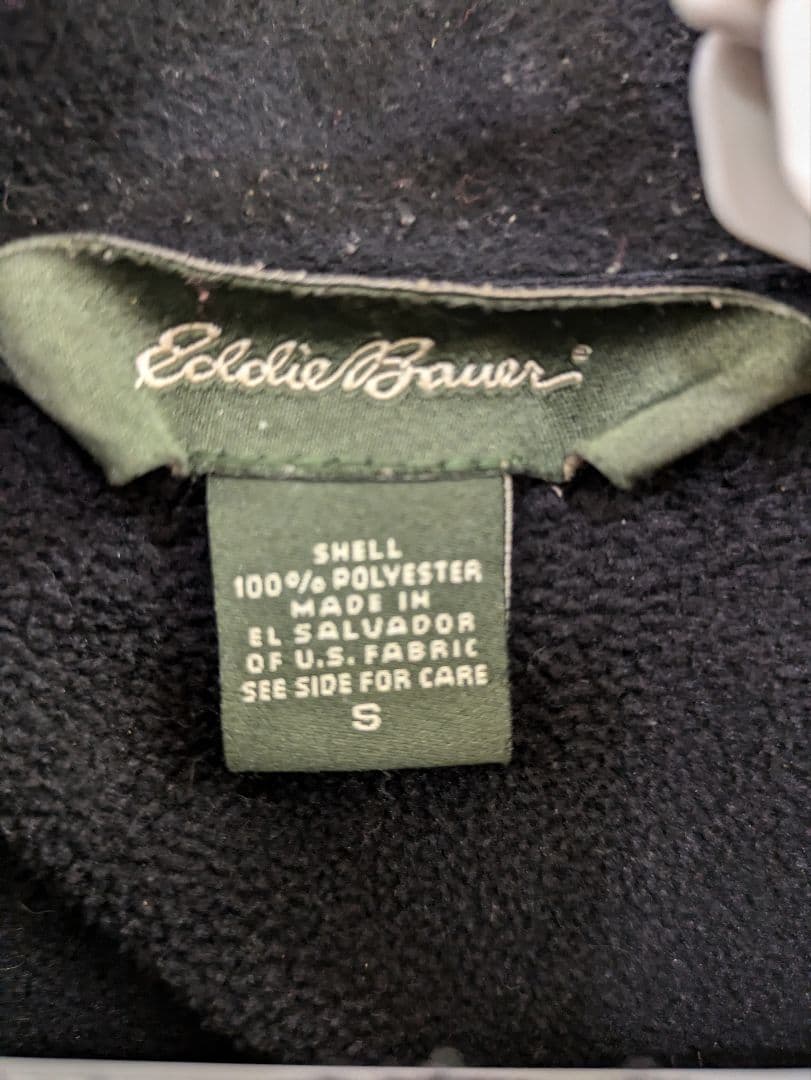 Eddie Bauer®
SHELL
100% POLYESTER
MADE IN
EL SALVADOR
OF U.S. FABRIC
SEE SIDE FOR CARE
S